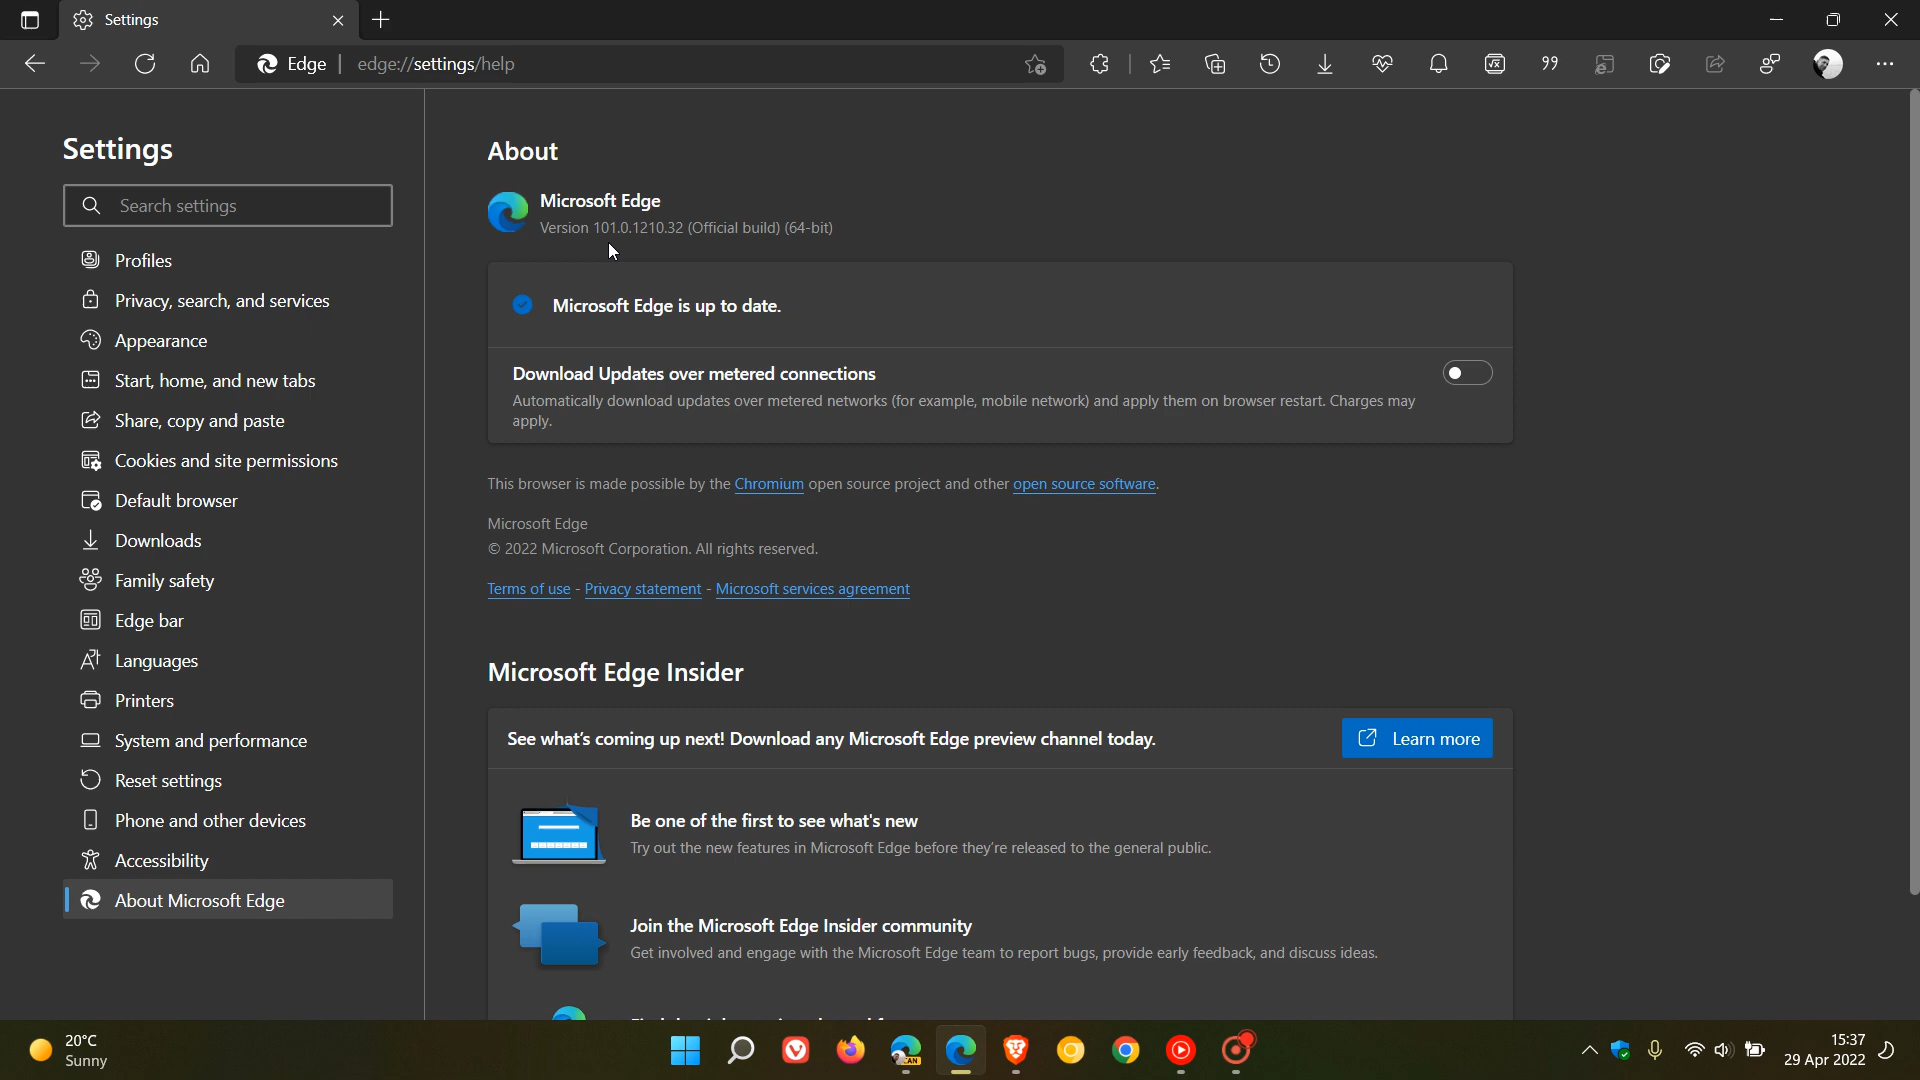 Settings
Edge
edge://settings/help
Settings
Search settings
Profiles
Privacy, search, and services
Appearance
Start, home, and new tabs
Share, copy and paste
Cookies and site permissions
Default browser
Downloads
Family safety
Edge bar
Languages
Printers
System and performance
Reset settings
Phone and other devices
Accessibility
About Microsoft Edge
About
Microsoft Edge
Version 101.0.1210.32 (Official build) (64-bit)
Microsoft Edge is up to date.
Download Updates over metered connections
Automatically download updates over metered networks (for example, mobile network) and apply them on browser restart. Charges may
apply.
This browser is made possible by the Chromium open source project and other open source software.
Microsoft Edge
© 2022 Microsoft Corporation. All rights reserved.
Terms of use - Privacy statement - Microsoft services agreement
Microsoft Edge Insider
See what's coming up next! Download any Microsoft Edge preview channel today.
Learn more
Be one of the first to see what's new
Try out the new features in Microsoft Edge before they're released to the general public.
Join the Microsoft Edge Insider community
Get involved and engage with the Microsoft Edge team to report bugs, provide early feedback, and discuss ideas.
20°C
Sunny
CAN
15:37
29 Apr 2022